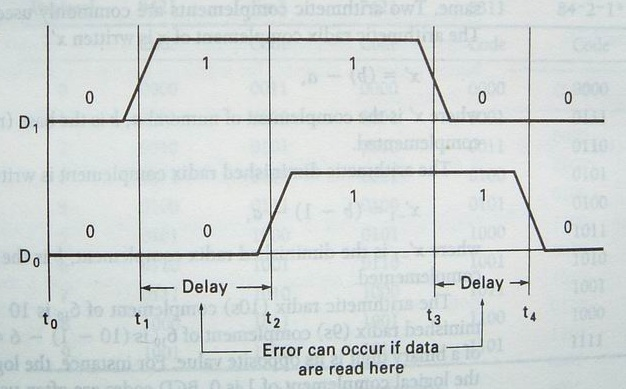 1 1
0 0 0
D1
1 1
0 0 0
D0
Delay Delay
t0 t1 t2 t3 t4
Error can occur if data
are read here